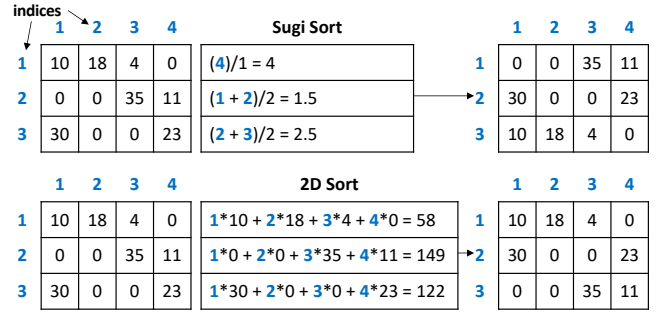 indices
1 2 3 4 Sugi Sort 1 2 3 4
1 10 18 4 0 (4)/1 = 4 1 0 0 35 11
2 0 0 35 11 (1 + 2)/2 = 1.5 2 30 0 0 23
3 30 0 0 23 (2 + 3)/2 = 2.5 3 10 18 4 0
1 2 3 4 2D Sort 1 2 3 4
1 10 18 4 0 1*10 + 2*18 + 3*4 + 4*0 = 58 1 10 18 4 0
2 0 0 35 11 1*0 + 2*0 + 3*35 + 4*11 = 149 2 30 0 0 23
3 30 0 0 23 1*30 + 2*0 + 3*0 + 4*23 = 122 3 0 0 35 11